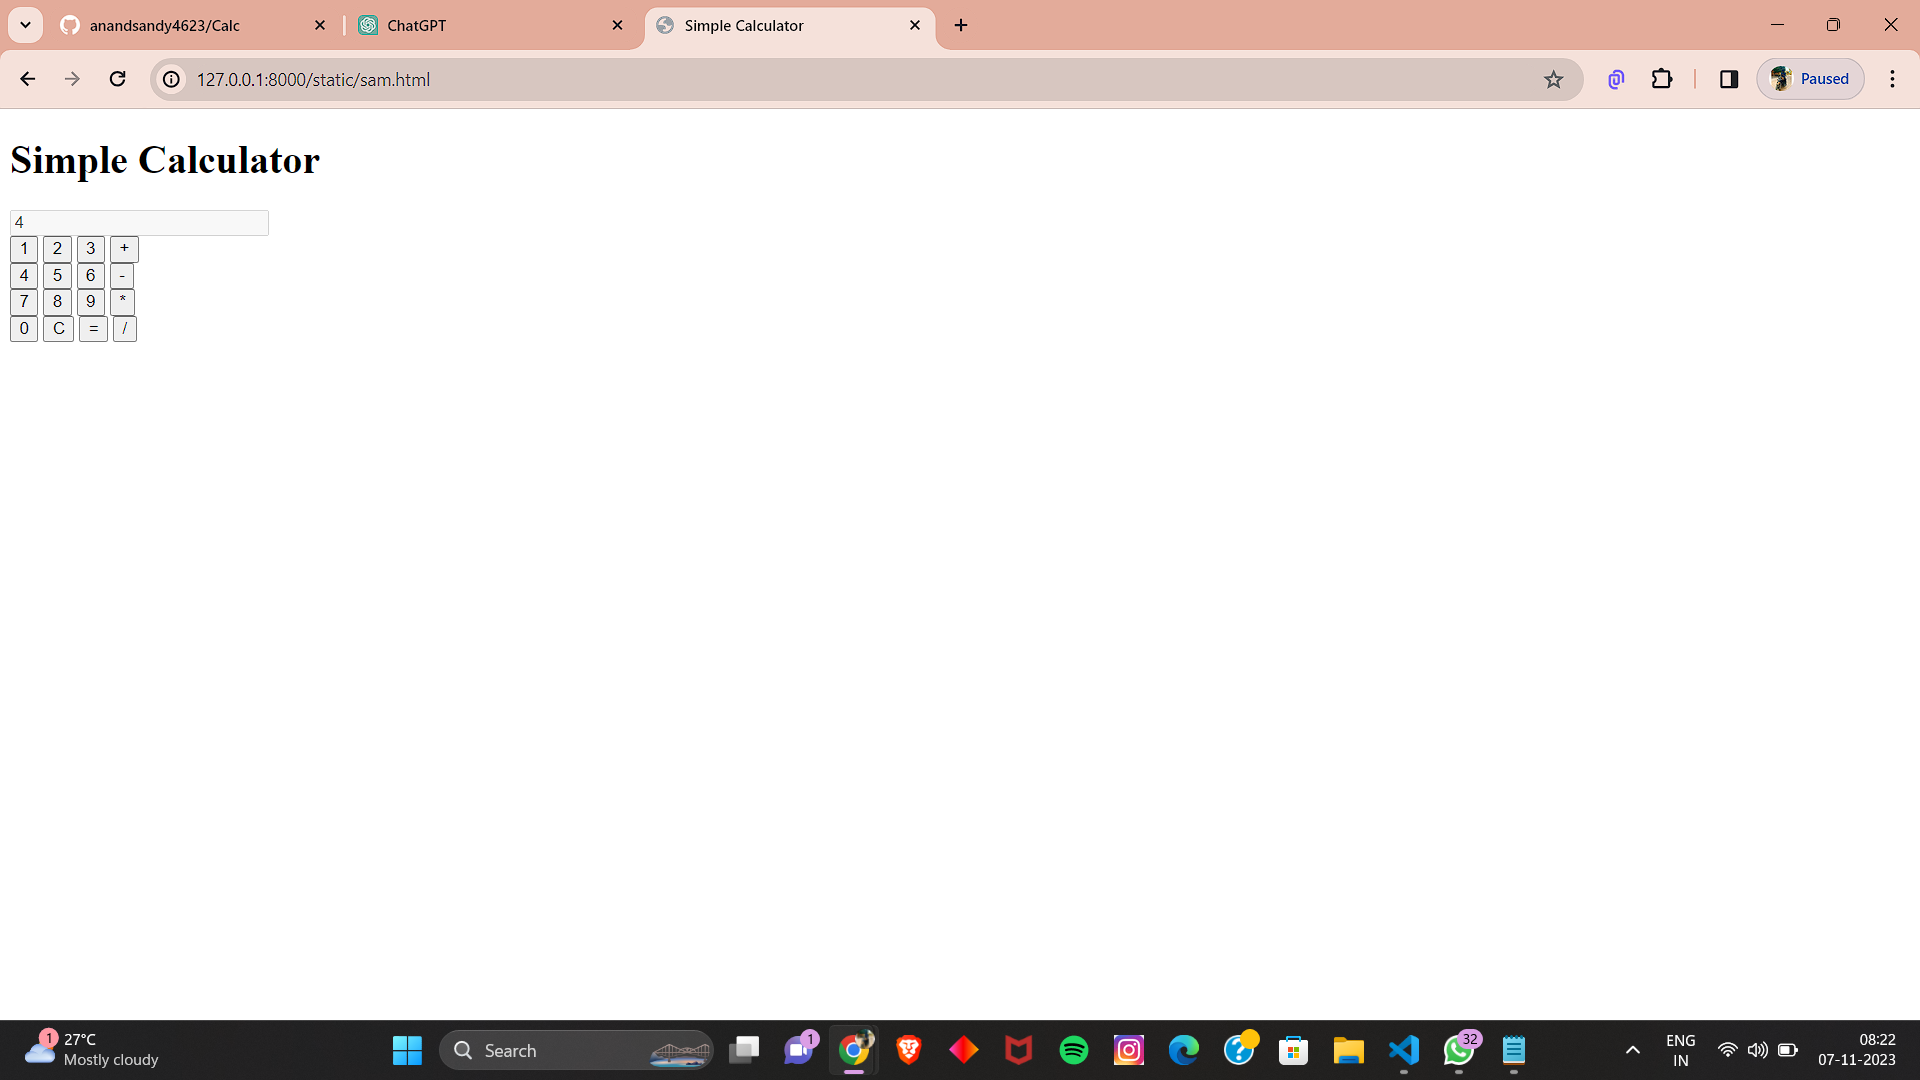 anandsandy4623/Calc
ChatGPT
Simple Calculator
127.0.0.1:8000/static/sam.html
Paused
Simple Calculator
4
1 2 3 +
4 5 6 -
7 8 9 *
0 C = /
1
27°C
Mostly cloudy
Search
1
32
ENG
IN
08:22
07-11-2023